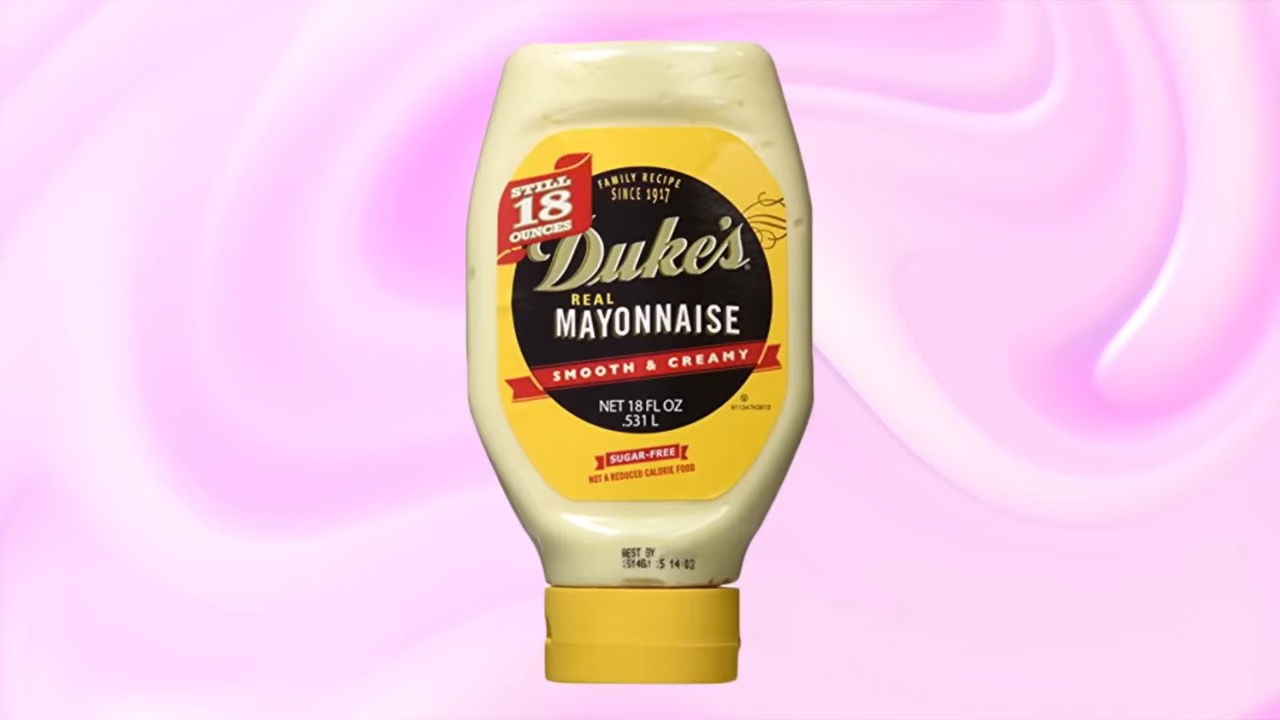 STILL
18
OUNCES
FAMILY RECIPE
SINCE 1917
Duke's
REAL
MAYONNAISE
SMOOTH & CREAMY
NET 18 FL OZ
.531 L
SUGAR-FREE
NOT A REDUCED CALORIE FOOD
BEST BY